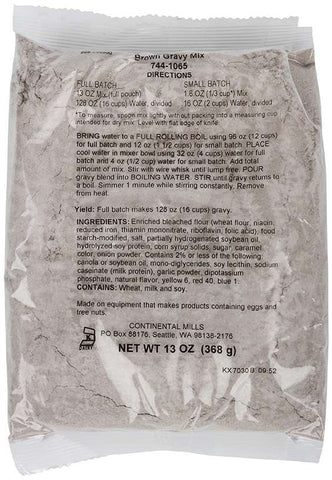 Brown Gravy Mix
744-1065
DIRECTIONS
FULL BATCH SMALL BATCH
13 OZ Mix (full pouch) 1.6 OZ (1/3 cup*) Mix
128 OZ (16 cups) Water, divided 16 OZ (2 cups) Water, divided
*To measure, spoon mix lightly without packing into a measuring cup
intended for dry mix. Level with flat edge of knife.
BRING water to a FULL ROLLING BOIL using 96 oz (12 cups)
for full batch and 12 oz (1 1/2 cups) for small batch. PLACE
cool water in mixer bowl using 32 oz (4 cups) water for full
batch and 4 oz (1/2 cup) water for small batch. Add total
amount of mix. Stir with wire whisk until lump free. POUR
gravy blend into BOILING WATER. STIR until gravy returns to
a boil. Simmer 1 minute while stirring constantly. Remove
from heat.
Yield: Full batch makes 128 oz (16 cups) gravy.
INGREDIENTS: Enriched bleached flour (wheat flour, niacin,
reduced iron, thiamin mononitrate, riboflavin, folic acid), food
starch-modified, salt, partially hydrogenated soybean oil,
hydrolyzed soy protein, corn syrup solids, sugar, caramel
color, onion powder. Contains 2% or less of the following:
canola or soybean oil, mono-diglycerides, soy lecithin, sodium
caseinate (milk protein), garlic powder, dipotassium
phosphate, natural flavor, yellow 6, red 40, blue 1.
CONTAINS: Wheat, milk and soy.
Made on equipment that makes products containing eggs and
tree nuts.
CONTINENTAL MILLS
PO Box 88176, Seattle, WA 98138-2176
NET WT 13 OZ (368 g)
KX7030B 09.52